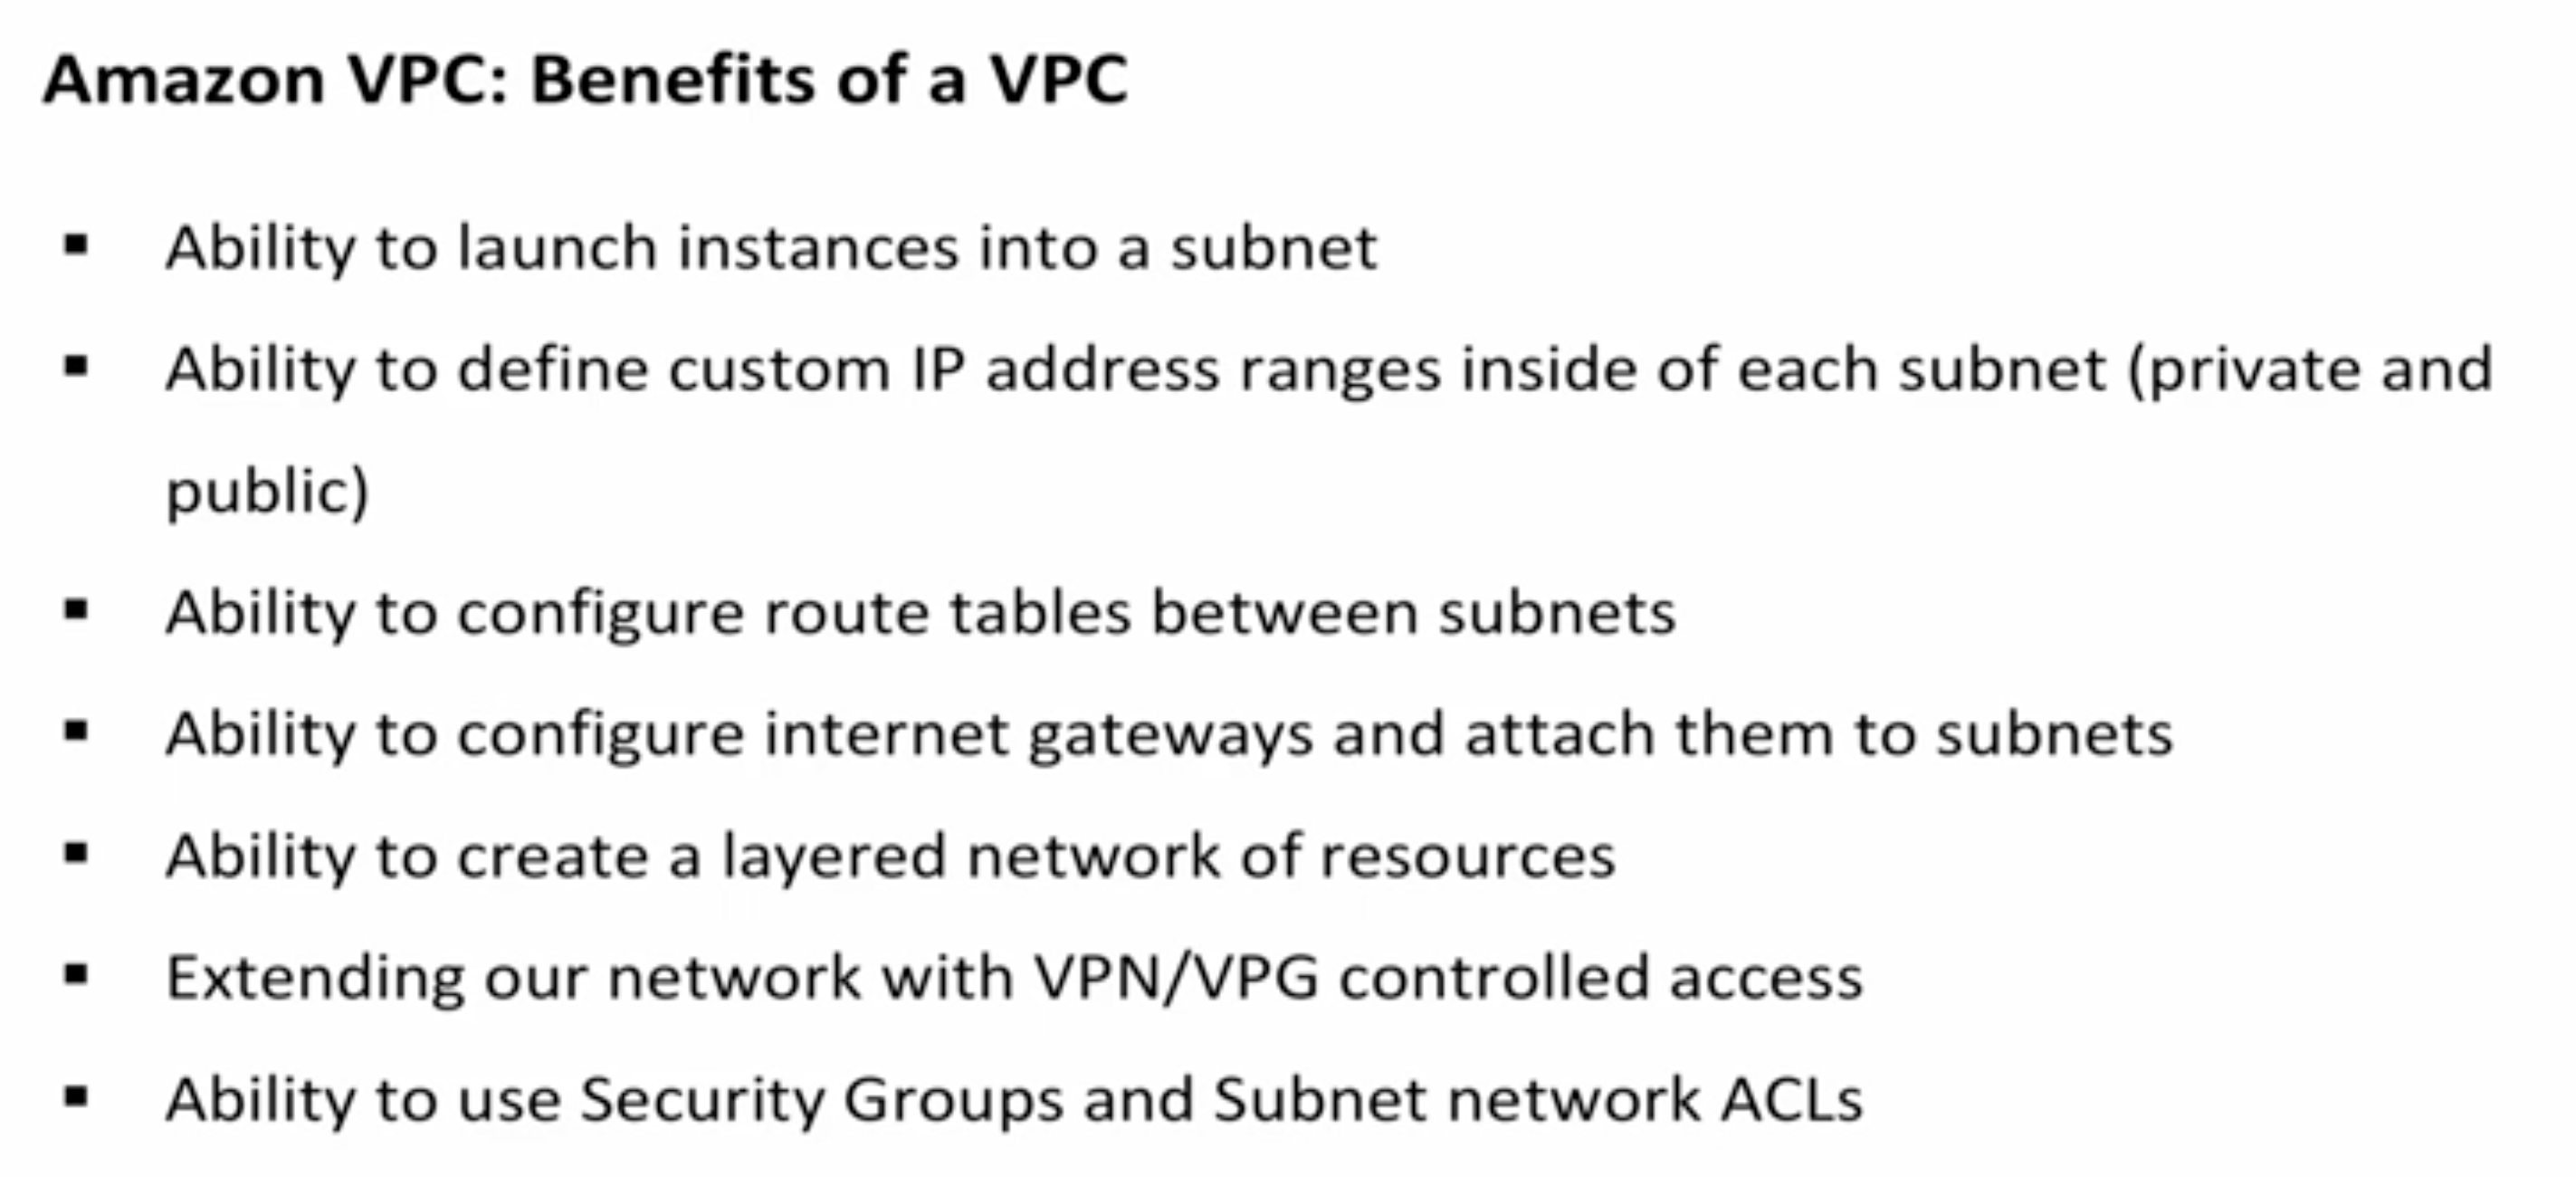 Amazon VPC: Benefits of a VPC
▪ Ability to launch instances into a subnet
▪ Ability to define custom IP address ranges inside of each subnet (private and
public)
▪ Ability to configure route tables between subnets
▪ Ability to configure internet gateways and attach them to subnets
▪ Ability to create a layered network of resources
▪ Extending our network with VPN/VPG controlled access
▪ Ability to use Security Groups and Subnet network ACLs